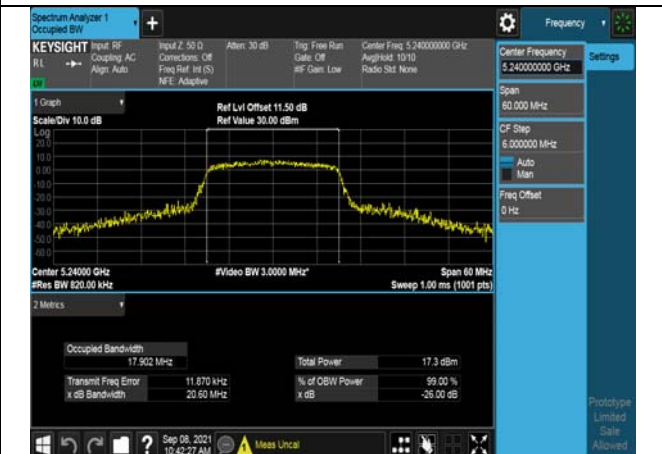 Spectrum Analyzer 1
Occupied BW
+
Frequency
KEYSIGHT
Input: RF
Input Z: 50 Ω
Atten: 30 dB
Trig: Free Run
Center Freq: 5.240000000 GHz
RL
Coupling: AC
Corrections: Off
Gate: Off
Avg|Hold: 10/10
Align: Auto
Freq Ref: Int (S)
#IF Gain: Low
Radio Std: None
NFE: Adaptive
Center Frequency
5.240000000 GHz
Settings
Span
60.000 MHz
CF Step
6.000000 MHz
Auto
Man
Freq Offset
0 Hz
1 Graph
Ref Lvl Offset 11.50 dB
Scale/Div 10.0 dB
Ref Value 30.00 dBm
Log
20.0
10.0
0.00
-10.0
-20.0
-30.0
-40.0
-50.0
-60.0
Center 5.24000 GHz
#Video BW 3.0000 MHz*
Span 60 MHz
#Res BW 820.00 kHz
Sweep 1.00 ms (1001 pts)
2 Metrics
Occupied Bandwidth
17.902 MHz
Total Power
17.3 dBm
Transmit Freq Error
11.870 kHz
% of OBW Power
99.00 %
x dB Bandwidth
20.60 MHz
x dB
-26.00 dB
Prototype
Limited
Sale
Allowed
?
Sep 08, 2021
10:42:27 AM
Meas Uncal